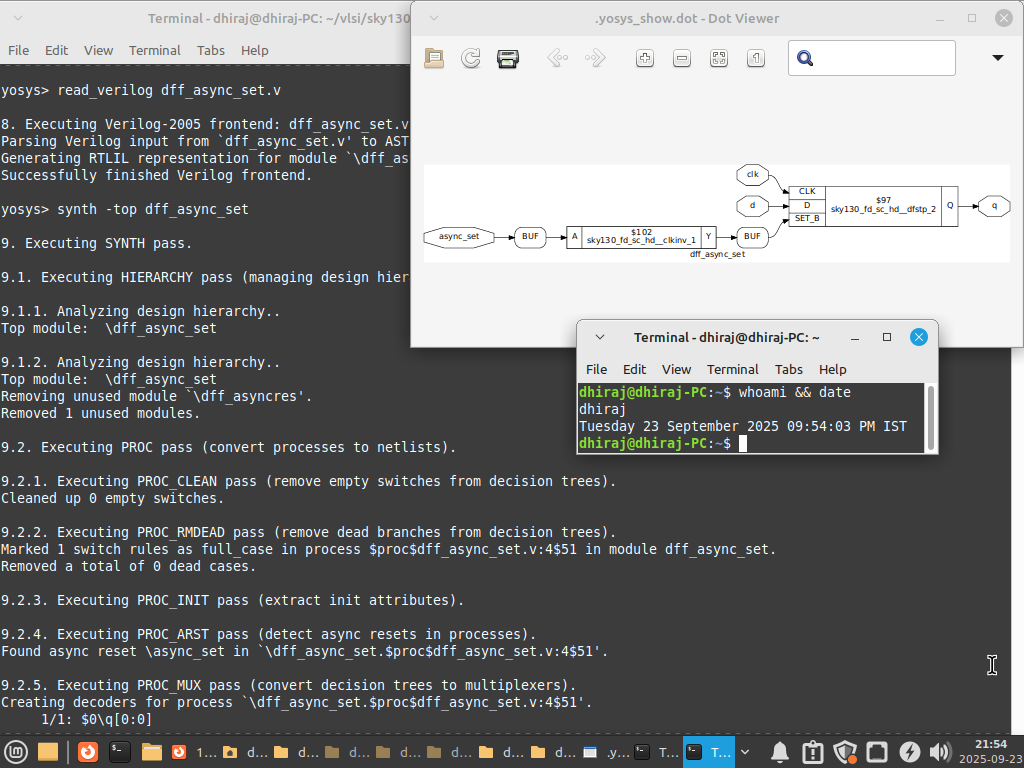 Terminal - dhiraj@dhiraj-PC: ~/vlsi/sky130
File Edit View Terminal Tabs Help
yosys> read_verilog dff_async_set.v
8. Executing Verilog-2005 frontend: dff_async_set.v
Parsing Verilog input from `dff_async_set.v' to AST
Generating RTLIL representation for module `\dff_as
Successfully finished Verilog frontend.
yosys> synth -top dff_async_set
9. Executing SYNTH pass.
9.1. Executing HIERARCHY pass (managing design hier
9.1.1. Analyzing design hierarchy..
Top module:  \dff_async_set
9.1.2. Analyzing design hierarchy..
Top module:  \dff_async_set
Removing unused module `\dff_asyncres'.
Removed 1 unused modules.
9.2. Executing PROC pass (convert processes to netlists).
9.2.1. Executing PROC_CLEAN pass (remove empty switches from decision trees).
Cleaned up 0 empty switches.
9.2.2. Executing PROC_RMDEAD pass (remove dead branches from decision trees).
Marked 1 switch rules as full_case in process $proc$dff_async_set.v:4$51 in module dff_async_set.
Removed a total of 0 dead cases.
9.2.3. Executing PROC_INIT pass (extract init attributes).
9.2.4. Executing PROC_ARST pass (detect async resets in processes).
Found async reset \async_set in `\dff_async_set.$proc$dff_async_set.v:4$51'.
9.2.5. Executing PROC_MUX pass (convert decision trees to multiplexers).
Creating decoders for process `\dff_async_set.$proc$dff_async_set.v:4$51'.
1/1: $0\q[0:0]
.yosys_show.dot - Dot Viewer
clk
d
async_set
BUF
A
$102
sky130_fd_sc_hd__clkinv_1
Y
BUF
CLK
D
SET_B
$97
sky130_fd_sc_hd__dfstp_2
Q
q
dff_async_set
Terminal - dhiraj@dhiraj-PC: ~
File Edit View Terminal Tabs Help
dhiraj@dhiraj-PC:~$ whoami && date
dhiraj
Tuesday 23 September 2025 09:54:03 PM IST
dhiraj@dhiraj-PC:~$
1... d... d... d... d... d... d... d... .y... T... T...
21:54
2025-09-23